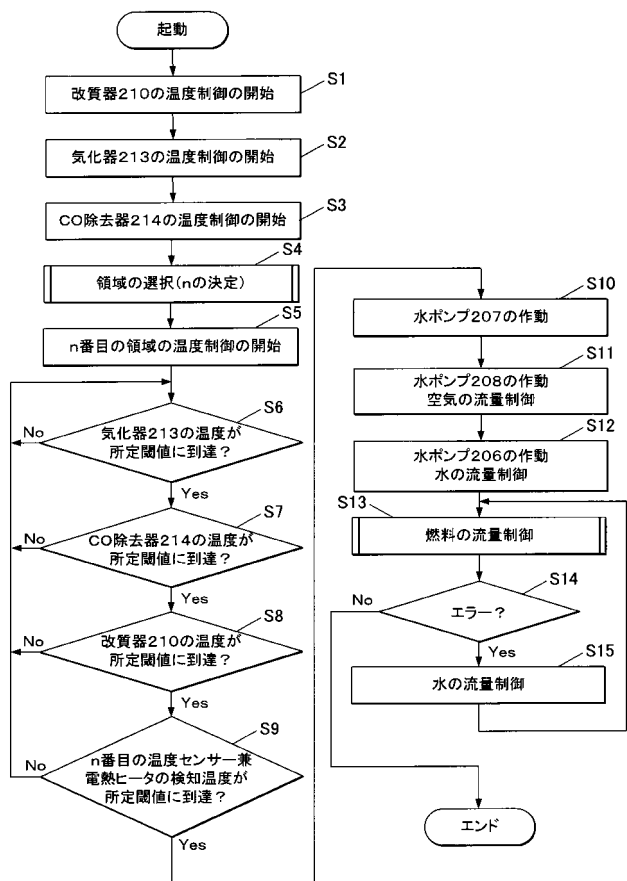 起動
S1
改質器210の温度制御の開始
S2
気化器213の温度制御の開始
S3
CO除去器214の温度制御の開始
S4
領域の選択(nの決定)
S5
n番目の領域の温度制御の開始
S6
気化器213の温度が
所定閾値に到達?
No
Yes
S7
CO除去器214の温度が
所定閾値に到達?
No
Yes
S8
改質器210の温度が
所定閾値に到達?
No
Yes
S9
n番目の温度センサー兼
電熱ヒータの検知温度が
所定閾値に到達?
No
Yes
S10
水ポンプ207の作動
S11
水ポンプ208の作動
空気の流量制御
S12
水ポンプ206の作動
水の流量制御
S13
燃料の流量制御
S14
エラー?
No
Yes
S15
水の流量制御
エンド